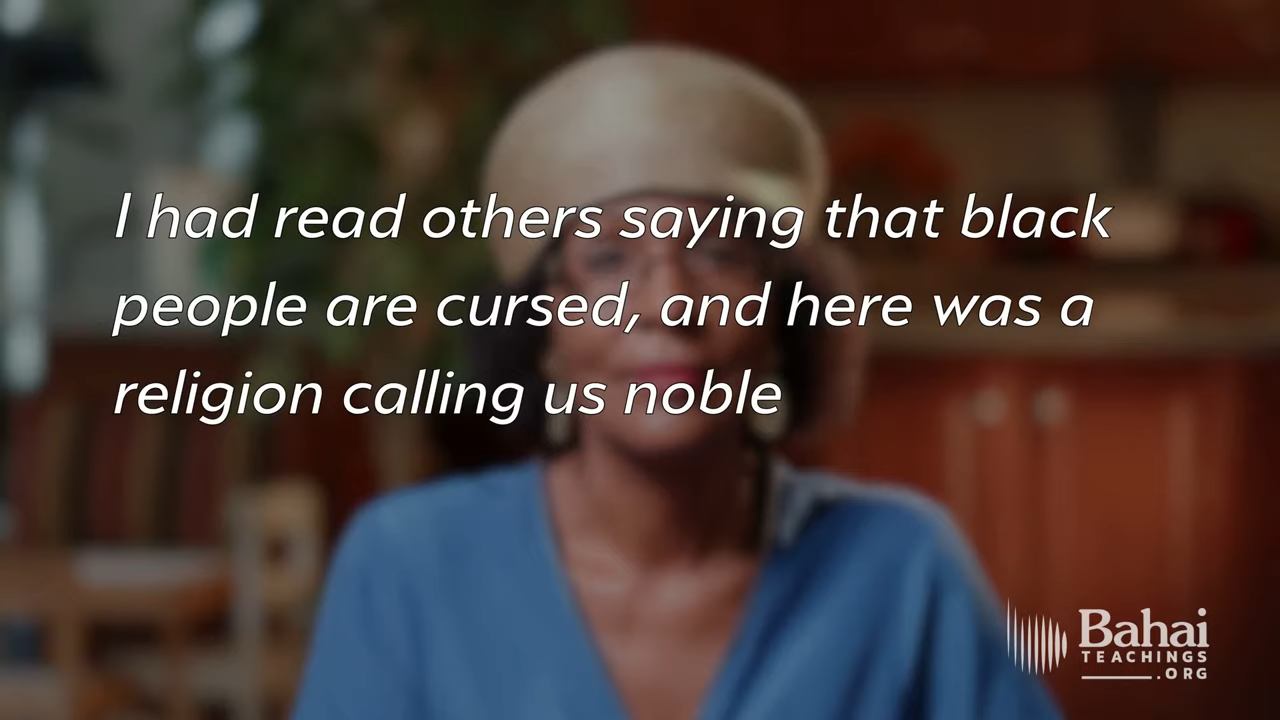 I had read others saying that black
people are cursed, and here was a
religion calling us noble
Bahai
TEACHINGS
.ORG